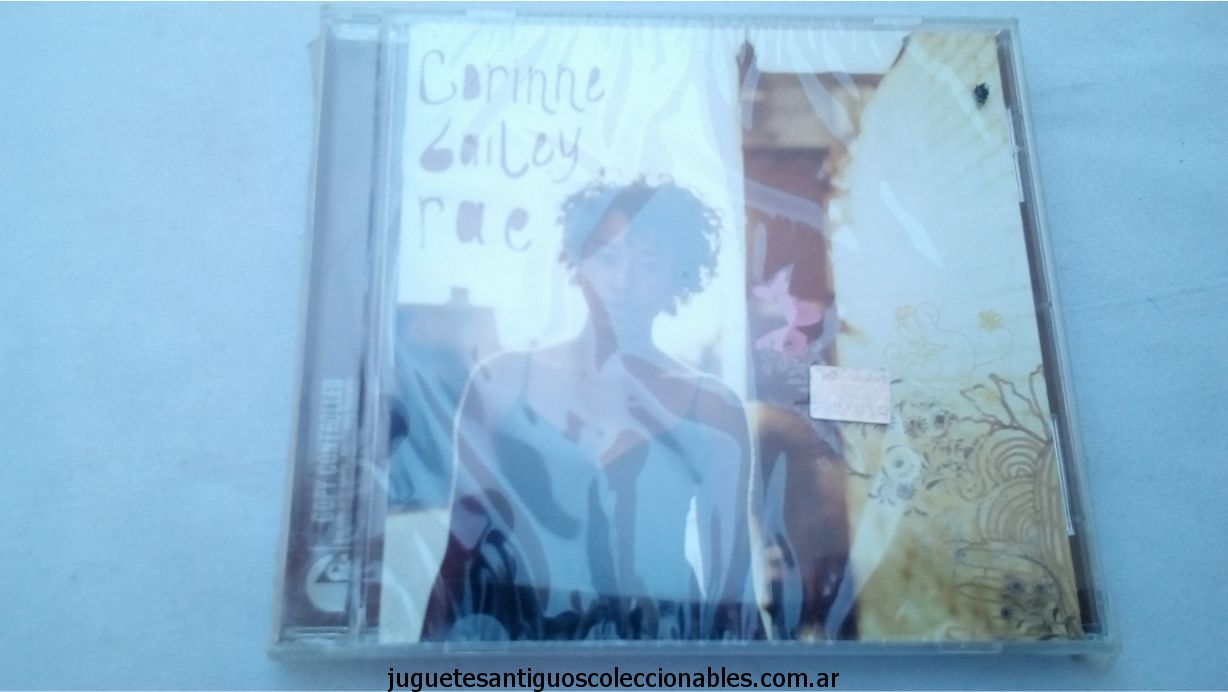 Corinne
bailey
rae
COPY CONTROLLED
juguetesantiguoscoleccionables.com.ar